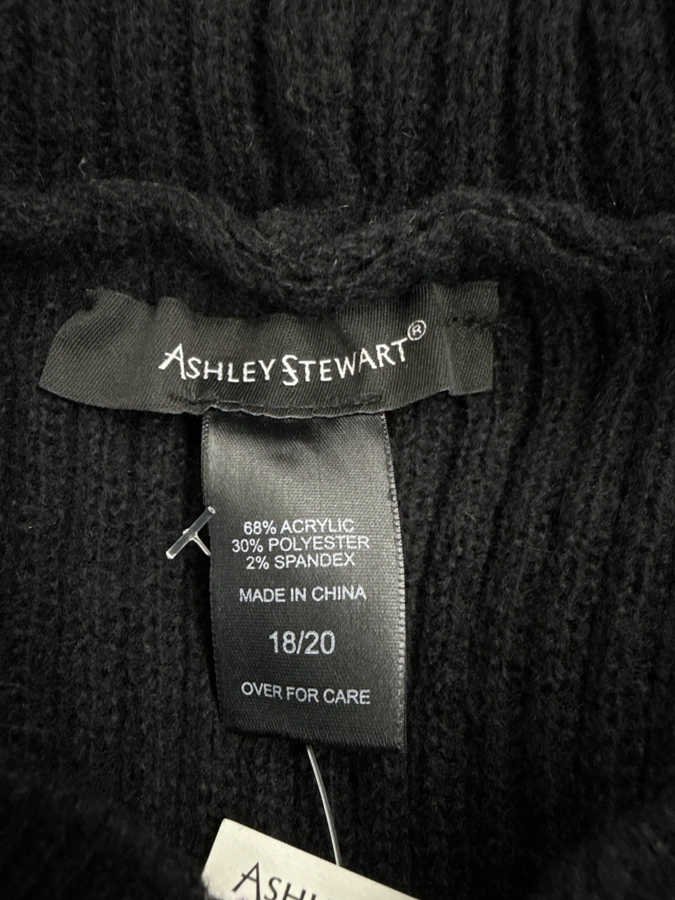 ASHLEY STEWART®
68% ACRYLIC
30% POLYESTER
2% SPANDEX
MADE IN CHINA
18/20
OVER FOR CARE